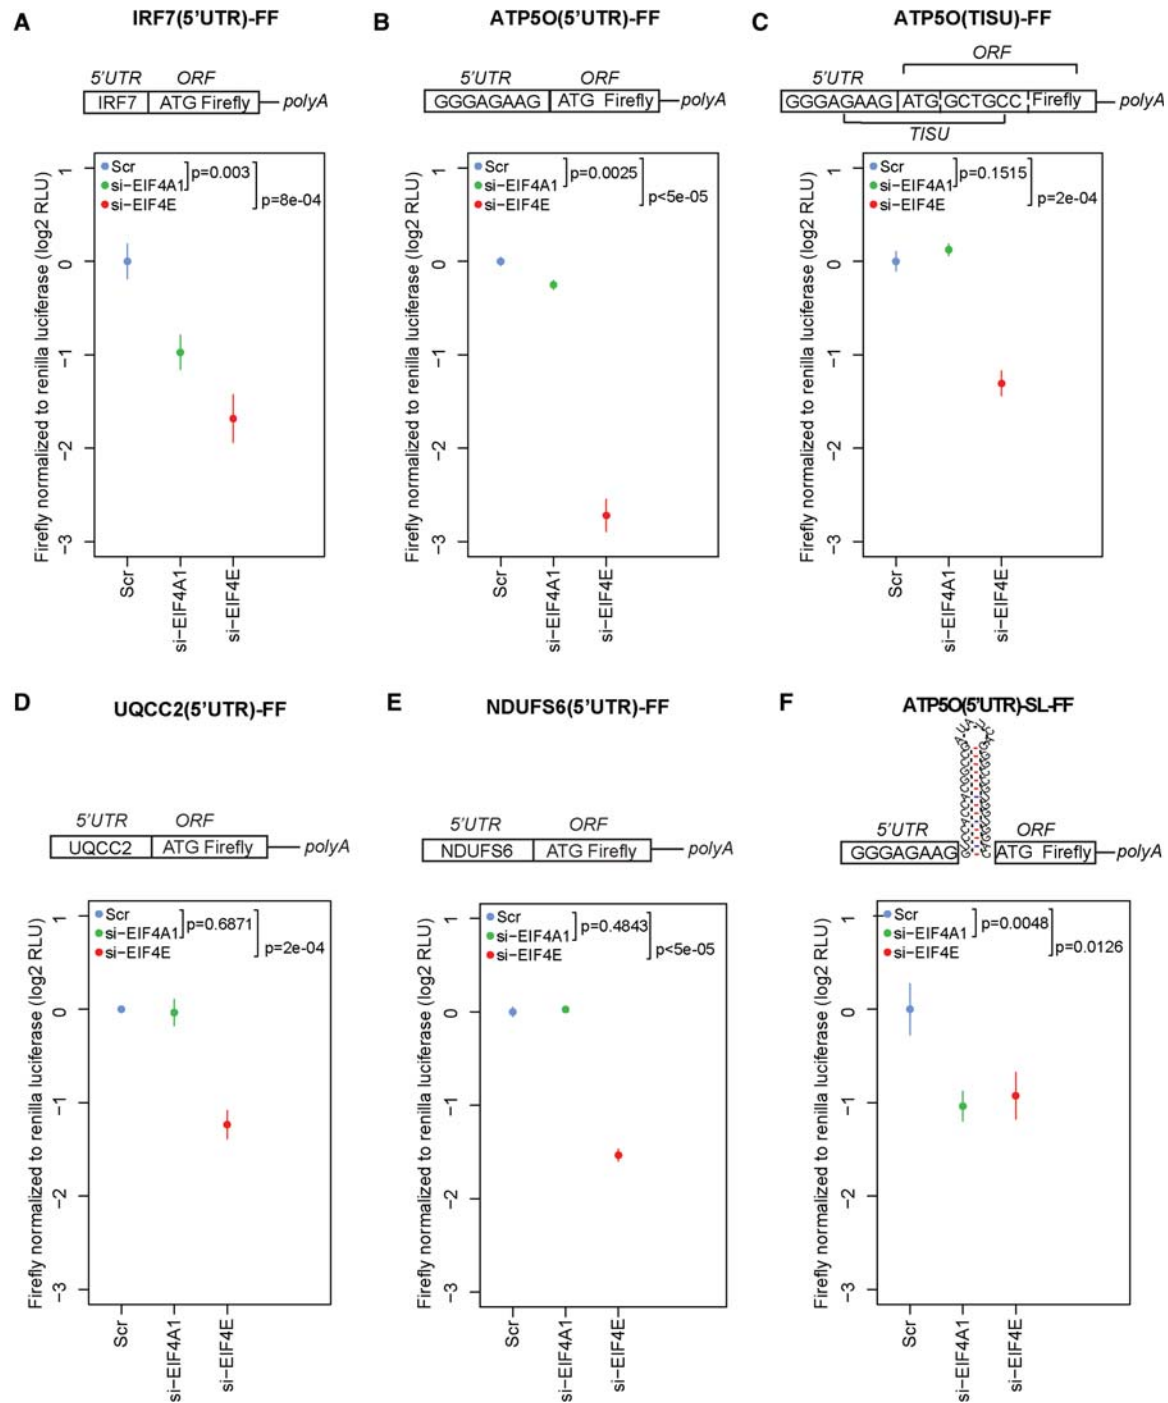 A
IRF7(5'UTR)-FF
5'UTR ORF
IRF7 ATG Firefly polyA
Scr
si-EIF4A1
si-EIF4E
p=0.003
p=8e-04
Firefly normalized to renilla luciferase (log2 RLU)
1
0
−1
−2
−3
Scr
si-EIF4A1
si-EIF4E
B
ATP5O(5'UTR)-FF
5'UTR ORF
GGGAGAAG ATG Firefly polyA
Scr
si-EIF4A1
si-EIF4E
p=0.0025
p<5e-05
Firefly normalized to renilla luciferase (log2 RLU)
1
0
−1
−2
−3
Scr
si-EIF4A1
si-EIF4E
C
ATP5O(TISU)-FF
ORF
5'UTR
GGGAGAAG ATG GCTGCC Firefly polyA
TISU
Scr
si-EIF4A1
si-EIF4E
p=0.1515
p=2e-04
Firefly normalized to renilla luciferase (log2 RLU)
1
0
−1
−2
−3
Scr
si-EIF4A1
si-EIF4E
D
UQCC2(5'UTR)-FF
5'UTR ORF
UQCC2 ATG Firefly polyA
Scr
si-EIF4A1
si-EIF4E
p=0.6871
p=2e-04
Firefly normalized to renilla luciferase (log2 RLU)
1
0
−1
−2
−3
Scr
si-EIF4A1
si-EIF4E
E
NDUFS6(5'UTR)-FF
5'UTR ORF
NDUFS6 ATG Firefly polyA
Scr
si-EIF4A1
si-EIF4E
p=0.4843
p<5e-05
Firefly normalized to renilla luciferase (log2 RLU)
1
0
−1
−2
−3
Scr
si-EIF4A1
si-EIF4E
F
ATP5O(5'UTR)-SL-FF
5'UTR ORF
GGGAGAAG ATG Firefly polyA
Scr
si-EIF4A1
si-EIF4E
p=0.0048
p=0.0126
Firefly normalized to renilla luciferase (log2 RLU)
1
0
−1
−2
−3
Scr
si-EIF4A1
si-EIF4E